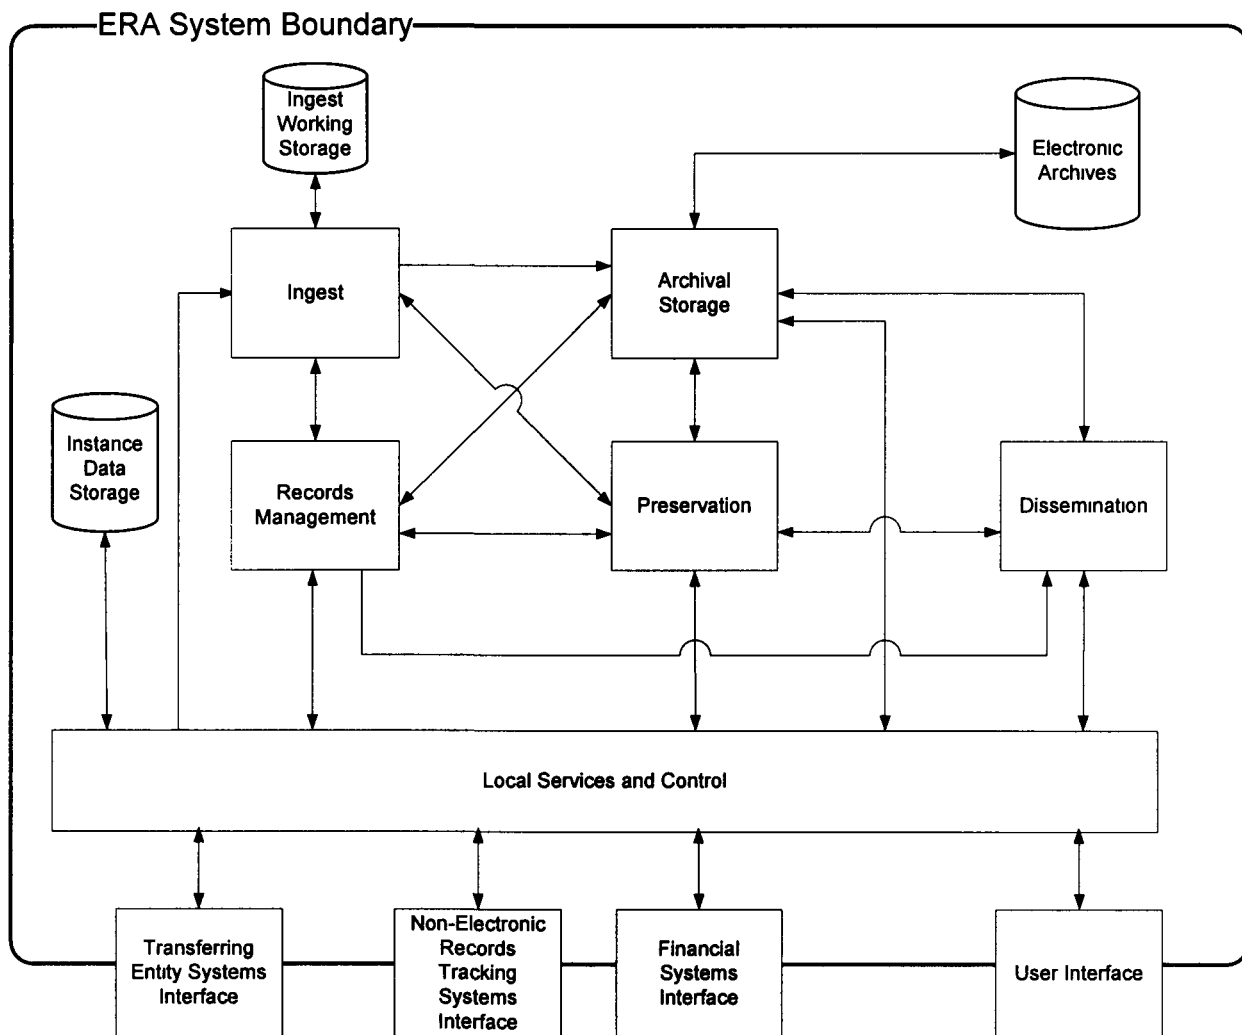 ERA System Boundary
Ingest
Working
Storage
Electronic
Archives
Ingest
Archival
Storage
Instance
Data
Storage
Records
Management
Preservation
Dissemination
Local Services and Control
Transferring
Entity Systems
Interface
Non-Electronic
Records
Tracking
Systems
Interface
Financial
Systems
Interface
User Interface